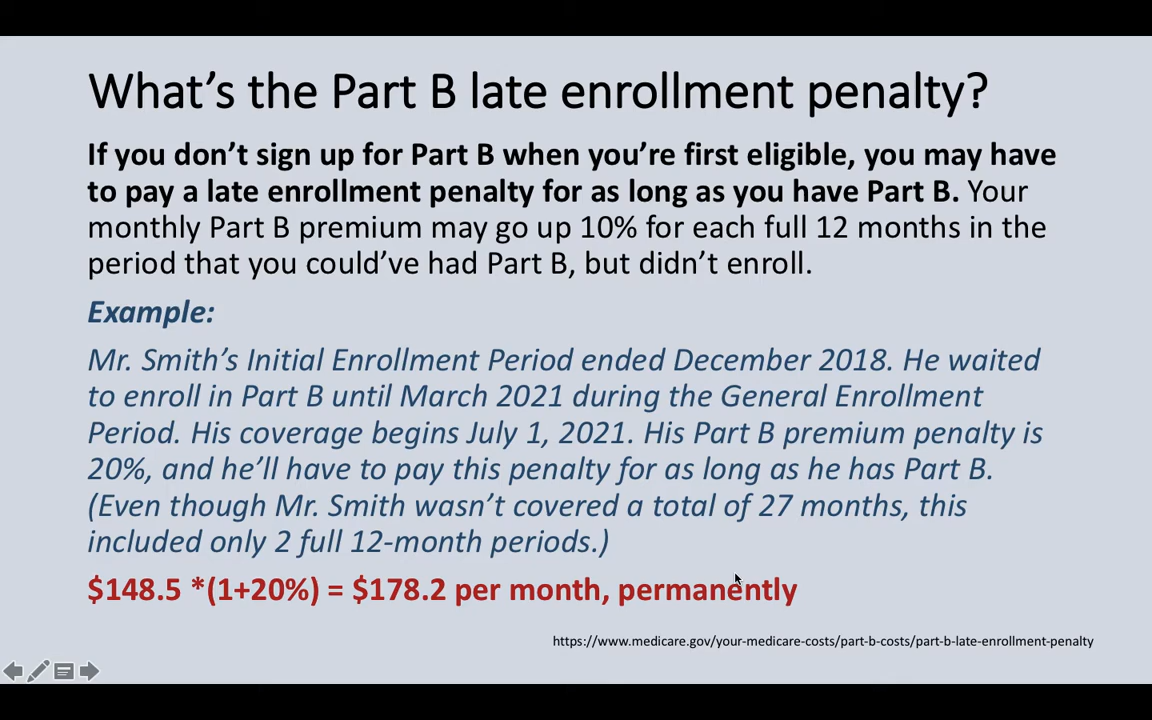 What’s the Part B late enrollment penalty?
If you don’t sign up for Part B when you’re first eligible, you may have
to pay a late enrollment penalty for as long as you have Part B. Your
monthly Part B premium may go up 10% for each full 12 months in the
period that you could’ve had Part B, but didn’t enroll.
Example:
Mr. Smith’s Initial Enrollment Period ended December 2018. He waited
to enroll in Part B until March 2021 during the General Enrollment
Period. His coverage begins July 1, 2021. His Part B premium penalty is
20%, and he’ll have to pay this penalty for as long as he has Part B.
(Even though Mr. Smith wasn’t covered a total of 27 months, this
included only 2 full 12-month periods.)
$148.5 *(1+20%) = $178.2 per month, permanently
https://www.medicare.gov/your-medicare-costs/part-b-costs/part-b-late-enrollment-penalty